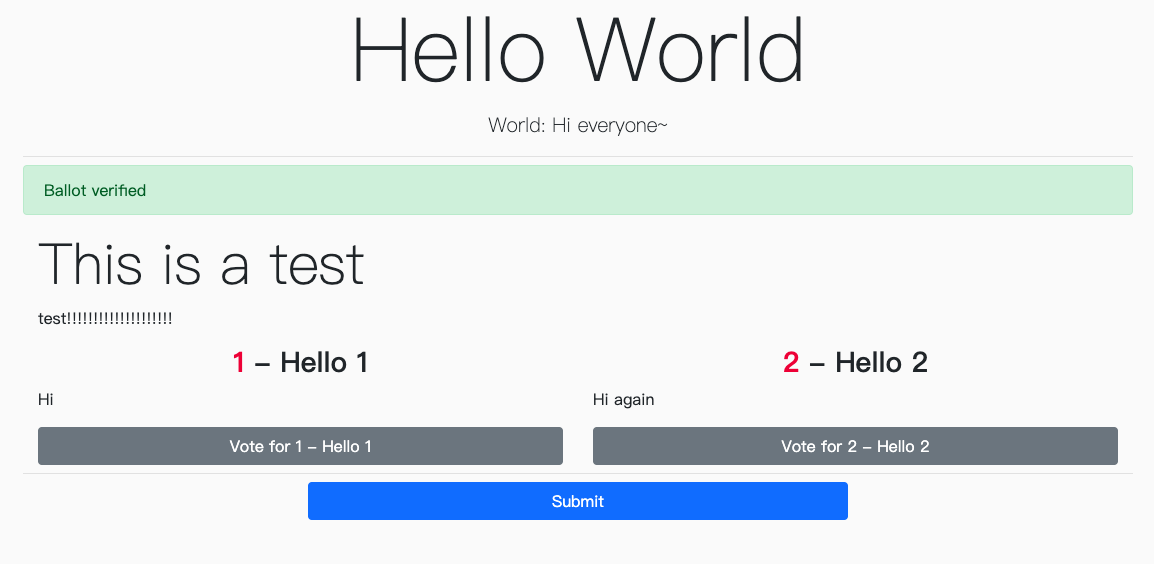 Hello World
World: Hi everyone~
Ballot verified
This is a test
test!!!!!!!!!!!!!!!!!!!!
1 – Hello 1
Hi
Vote for 1 – Hello 1
2 – Hello 2
Hi again
Vote for 2 – Hello 2
Submit